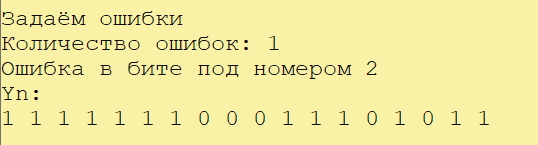 Задаём ошибки
Количество ошибок: 1
Ошибка в бите под номером 2
Yn:
1 1 1 1 1 1 1 0 0 0 1 1 1 0 1 0 1 1